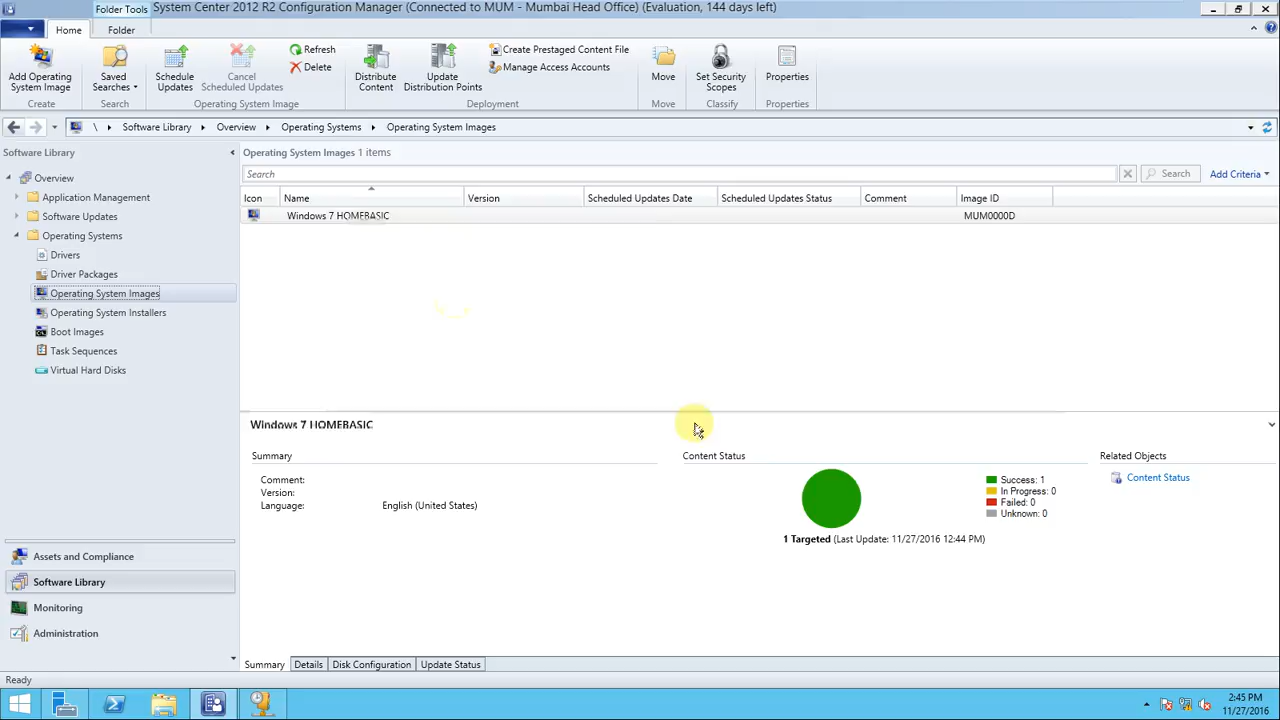 Folder Tools
System Center 2012 R2 Configuration Manager (Connected to MUM - Mumbai Head Office) (Evaluation, 144 days left)
Home
Folder
Add Operating System Image
Saved Searches
Schedule Updates
Cancel Scheduled Updates
Refresh
Delete
Distribute Content
Update Distribution Points
Create Prestaged Content File
Manage Access Accounts
Move
Set Security Scopes
Properties
Create
Search
Operating System Image
Deployment
Move
Classify
Properties
\ Software Library Overview Operating Systems Operating System Images
Software Library
Overview
Application Management
Software Updates
Operating Systems
Drivers
Driver Packages
Operating System Images
Operating System Installers
Boot Images
Task Sequences
Virtual Hard Disks
Assets and Compliance
Software Library
Monitoring
Administration
Operating System Images 1 items
Search
Search
Add Criteria
Icon Name Version Scheduled Updates Date Scheduled Updates Status Comment Image ID
Windows 7 HOMEBASIC MUM0000D
Windows 7 HOMEBASIC
Summary
Comment:
Version:
Language: English (United States)
Content Status
Success: 1
In Progress: 0
Failed: 0
Unknown: 0
1 Targeted (Last Update: 11/27/2016 12:44 PM)
Related Objects
Content Status
Summary Details Disk Configuration Update Status
Ready
2:45 PM
11/27/2016